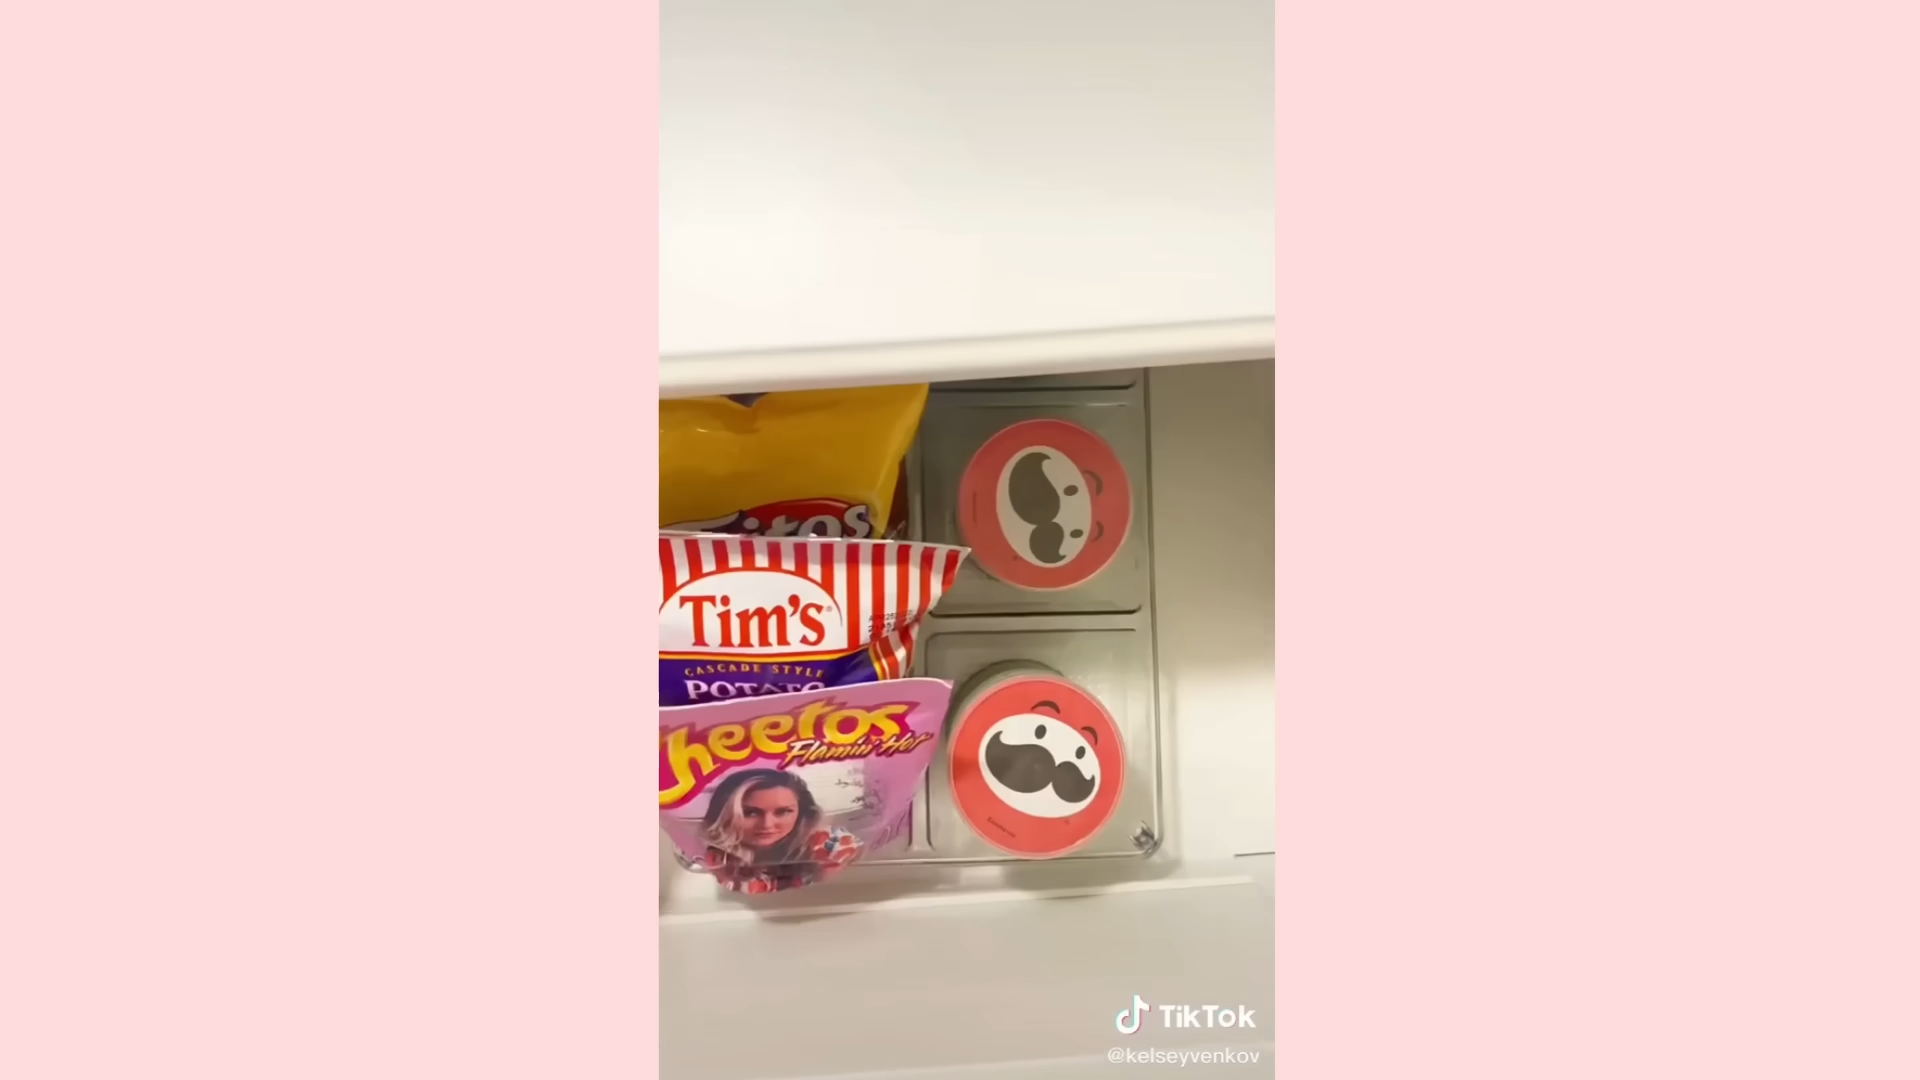 Fritos
Tim's
CASCADE STYLE
POTATO
Cheetos
Flamin' Hot
TikTok
@kelseyvenkov